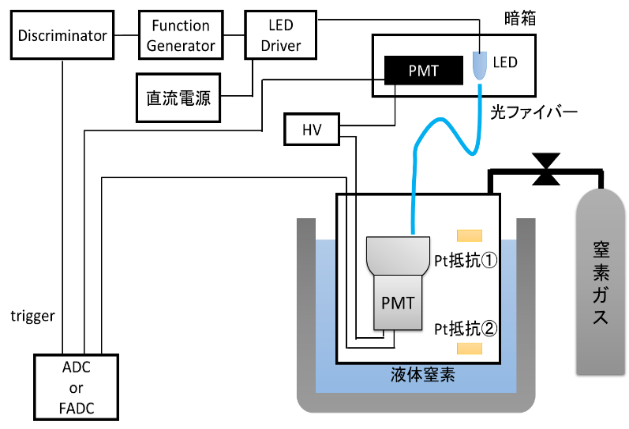 Discriminator
Function
Generator
LED
Driver
直流電源
暗箱
PMT
LED
光ファイバー
HV
Pt抵抗①
PMT
Pt抵抗②
液体窒素
窒素ガス
trigger
ADC
or
FADC